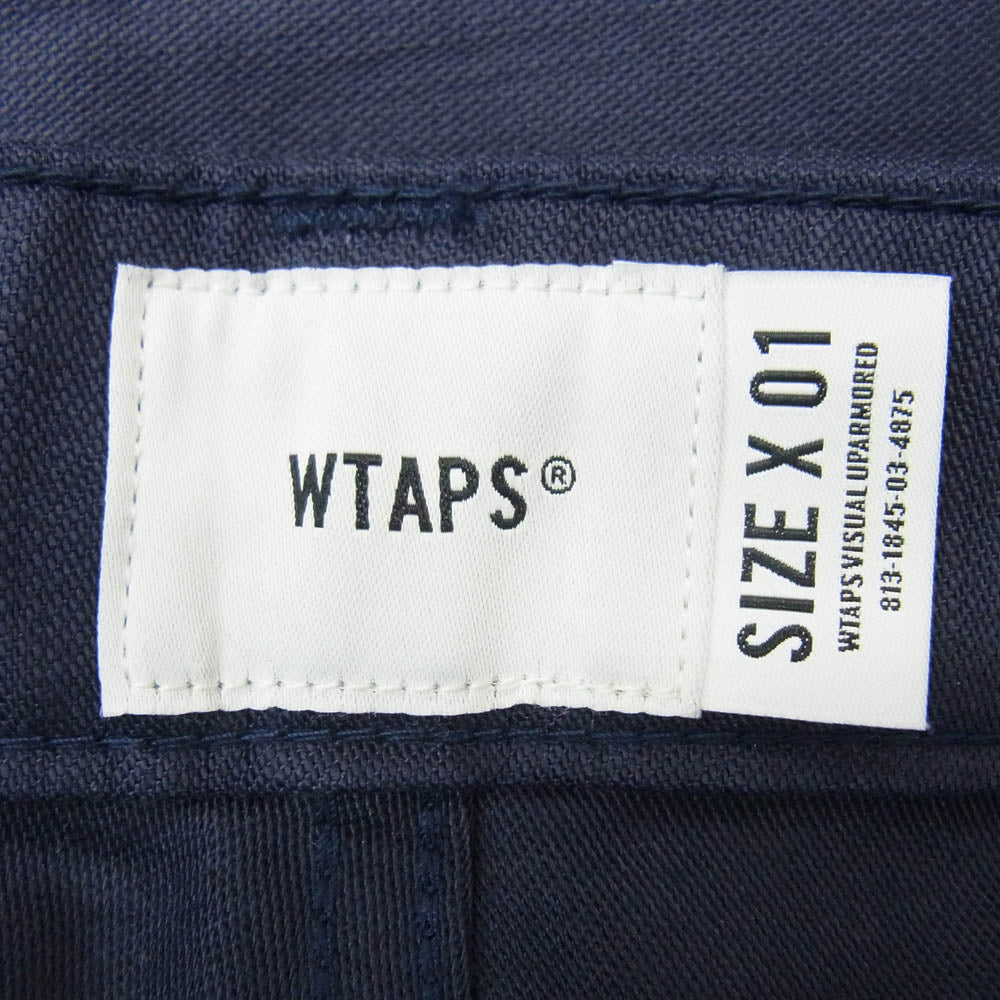 WTAPS®
SIZE X 01
WTAPS VISUAL UPARMORED
813-1845-03-4875